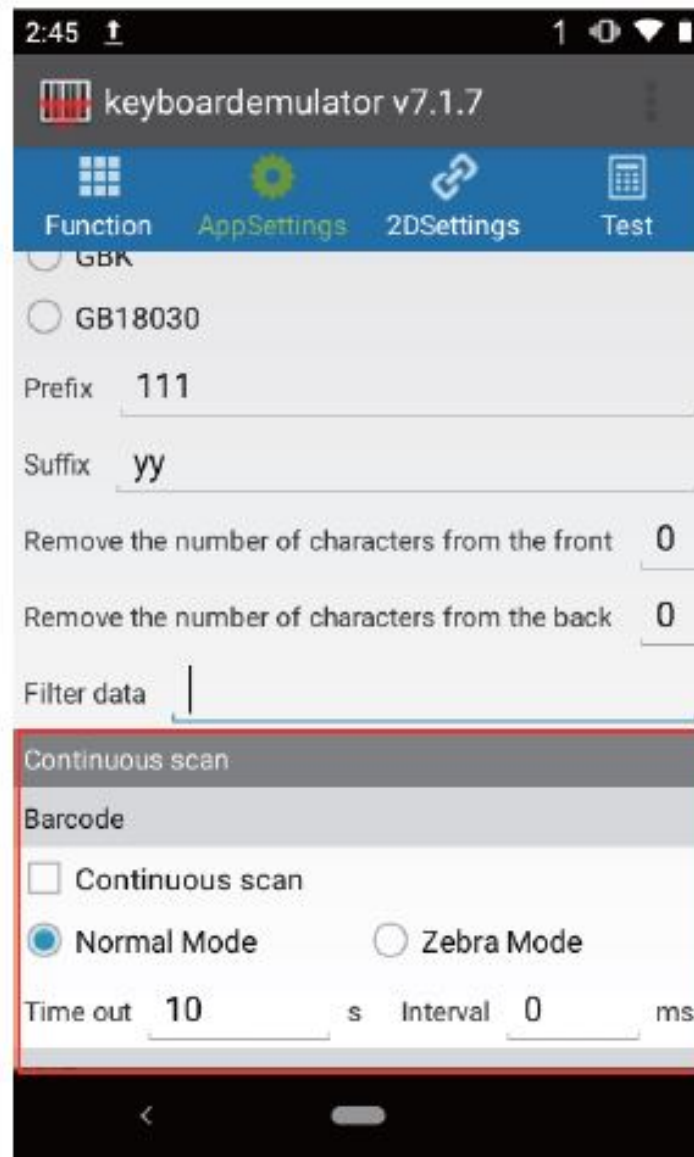 2:45 1
keyboardemulator v7.1.7
Function AppSettings 2DSettings Test
GBK
GB18030
Prefix 111
Suffix yy
Remove the number of characters from the front 0
Remove the number of characters from the back 0
Filter data
Continuous scan
Barcode
Continuous scan
Normal Mode Zebra Mode
Time out 10 s Interval 0 ms